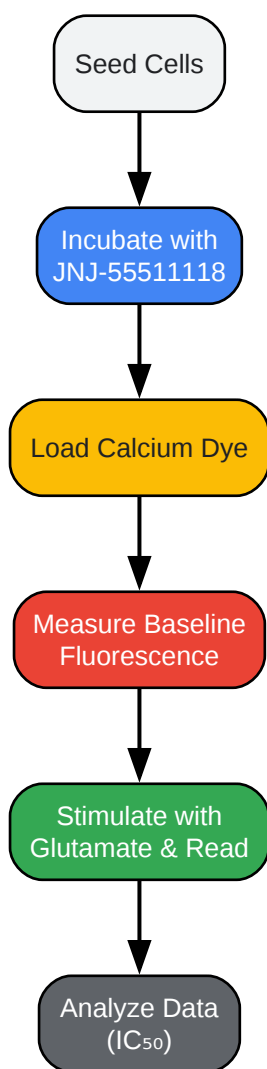 Seed Cells
Incubate with
JNJ-55511118
Load Calcium Dye
Measure Baseline
Fluorescence
Stimulate with
Glutamate & Read
Analyze Data
(IC₅₀)